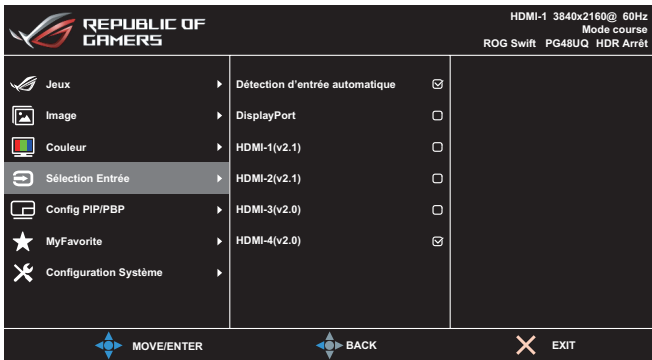 REPUBLIC OF
GAMERS
HDMI-1 3840x2160@ 60Hz
Mode course
ROG Swift PG48UQ HDR Arrêt
Jeux
Image
Couleur
Sélection Entrée
Config PIP/PBP
MyFavorite
Configuration Système
Détection d'entrée automatique
DisplayPort
HDMI-1(v2.1)
HDMI-2(v2.1)
HDMI-3(v2.0)
HDMI-4(v2.0)
MOVE/ENTER
BACK
EXIT